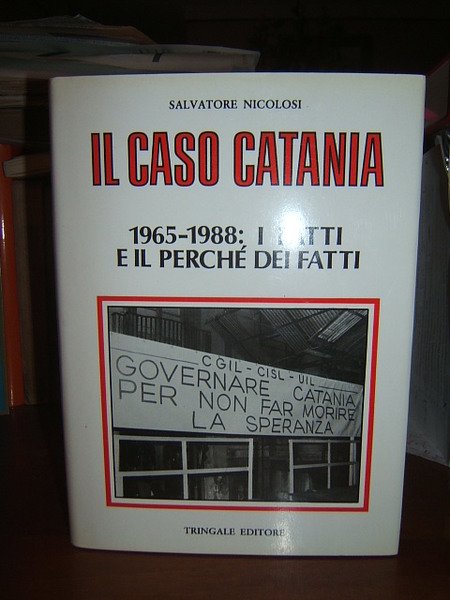 SALVATORE NICOLOSI
IL CASO CATANIA
1965-1988: I FATTI
E IL PERCHÉ DEI FATTI
CGIL - CISL - UIL
GOVERNARE CATANIA
PER NON FAR MORIRE
LA SPERANZA
TRINGALE EDITORE